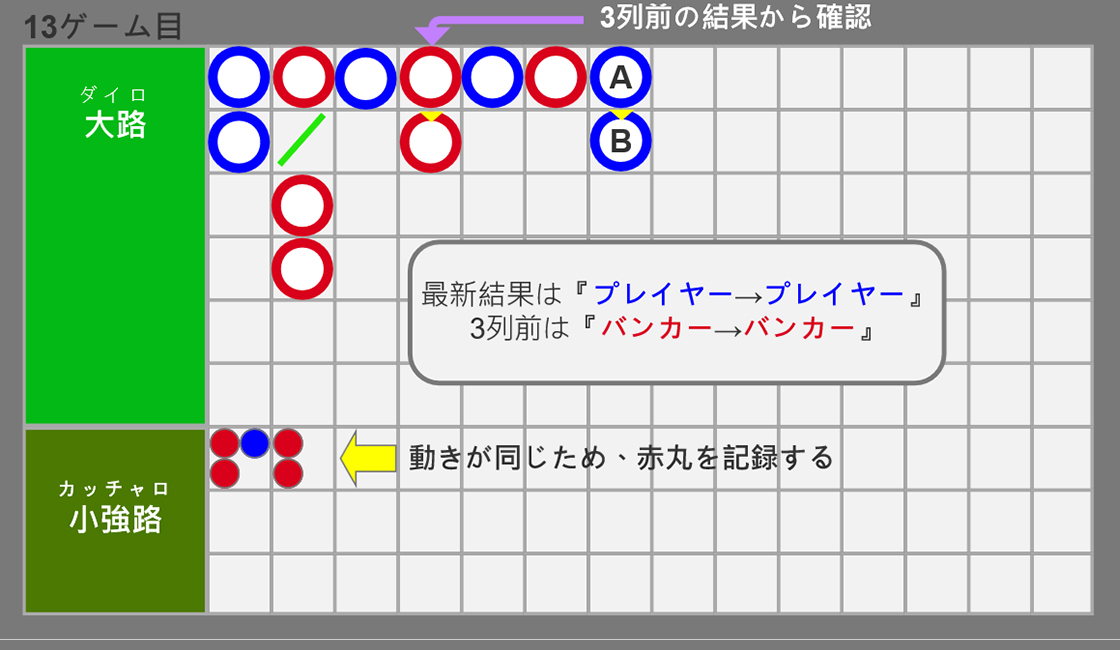 13ゲーム目
3列前の結果から確認
ダイロ
大路
A
B
最新結果は『プレイヤー→プレイヤー』
3列前は『バンカー→バンカー』
カッチャロ
小強路
動きが同じため、赤丸を記録する